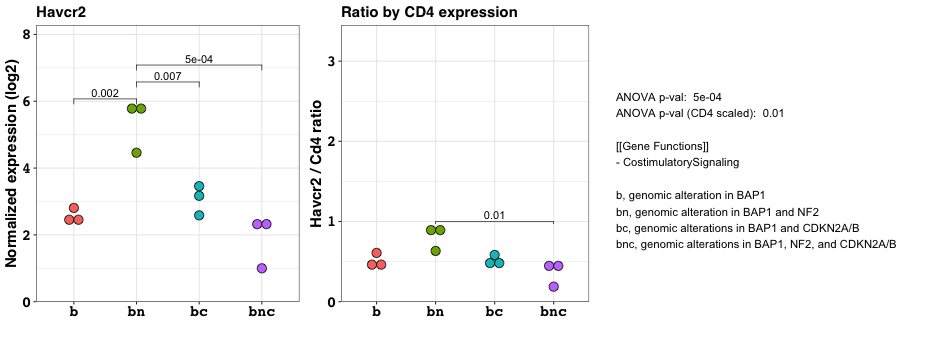 Havcr2
Normalized expression (log2)
8
6
4
2
0
5e-04
0.007
0.002
b bn bc bnc
Ratio by CD4 expression
Havcr2 / Cd4 ratio
3
2
1
0
0.01
b bn bc bnc
ANOVA p-val: 5e-04
ANOVA p-val (CD4 scaled): 0.01
[[Gene Functions]]
- CostimulatorySignaling
b, genomic alteration in BAP1
bn, genomic alteration in BAP1 and NF2
bc, genomic alterations in BAP1 and CDKN2A/B
bnc, genomic alterations in BAP1, NF2, and CDKN2A/B